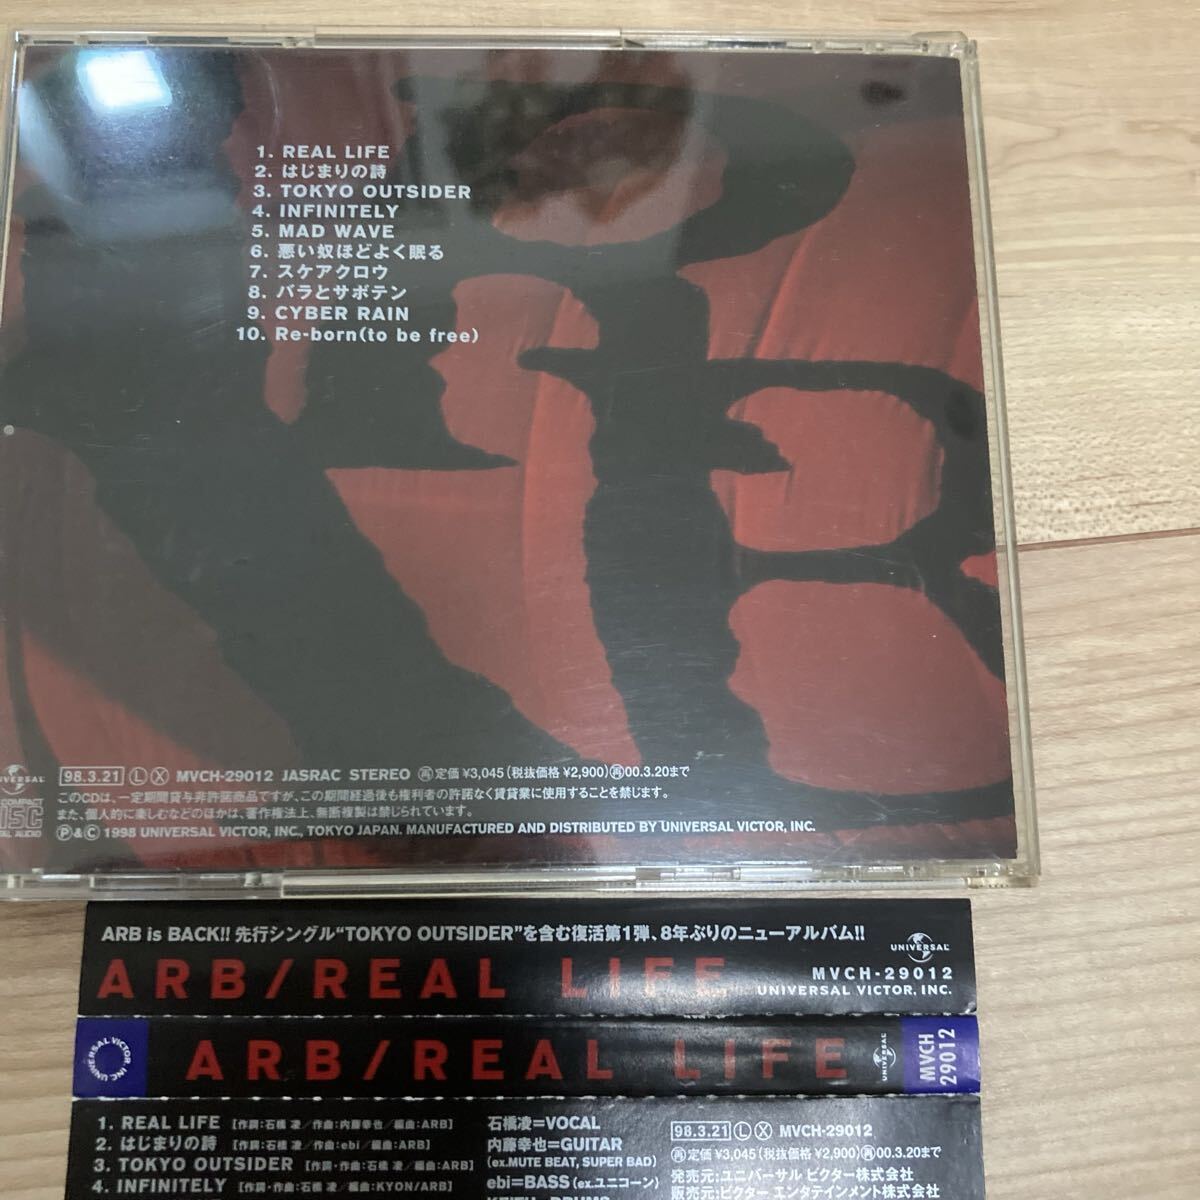 1. REAL LIFE
2. はじまりの詩
3. TOKYO OUTSIDER
4. INFINITELY
5. MAD WAVE
6. 悪い奴ほどよく眠る
7. スケアクロウ
8. バラとサボテン
9. CYBER RAIN
10. Re-born(to be free)
98.3.21 Ⓛ Ⓧ MVCH-29012 JASRAC STEREO ㊢定価¥3,045(税抜価格¥2,900)㊢00.3.20まで
このCDは、一定期間貸与非許諾商品ですが、この期間経過後も権利者の許諾なく賃貸業に使用することを禁じます。
また、個人的に楽しむなどのほかは、著作権法上、無断複製は禁じられています。
Ⓟ&Ⓒ 1998 UNIVERSAL VICTOR, INC., TOKYO JAPAN. MANUFACTURED AND DISTRIBUTED BY UNIVERSAL VICTOR, INC.
ARB is BACK!! 先行シングル“TOKYO OUTSIDER”を含む復活第1弾、8年ぶりのニューアルバム!!
UNIVERSAL
ARB/REAL LIFE
MVCH-29012
UNIVERSAL VICTOR, INC.
UNIVERSAL VICTOR, INC.
ARB/REAL LIFE
UNIVERSAL
MVCH
29012
1. REAL LIFE [作詞:石橋 凌/作曲:内藤幸也/編曲:ARB]
2. はじまりの詩 [作詞:石橋 凌/作曲:ebi/編曲:ARB]
3. TOKYO OUTSIDER [作詞・作曲:石橋 凌/編曲:ARB]
4. INFINITELY [作詞・作曲:石橋 凌/編曲:KYON/ARB]
石橋凌=VOCAL
内藤幸也=GUITAR
(ex.MUTE BEAT, SUPER BAD)
ebi=BASS (ex.ユニコーン)
98.3.21 Ⓛ Ⓧ MVCH-29012
定価¥3,045(税抜価格¥2,900) 00.3.20まで
発売元:ユニバーサル ビクター株式会社
販売元:ビクター エンタテインメント株式会社